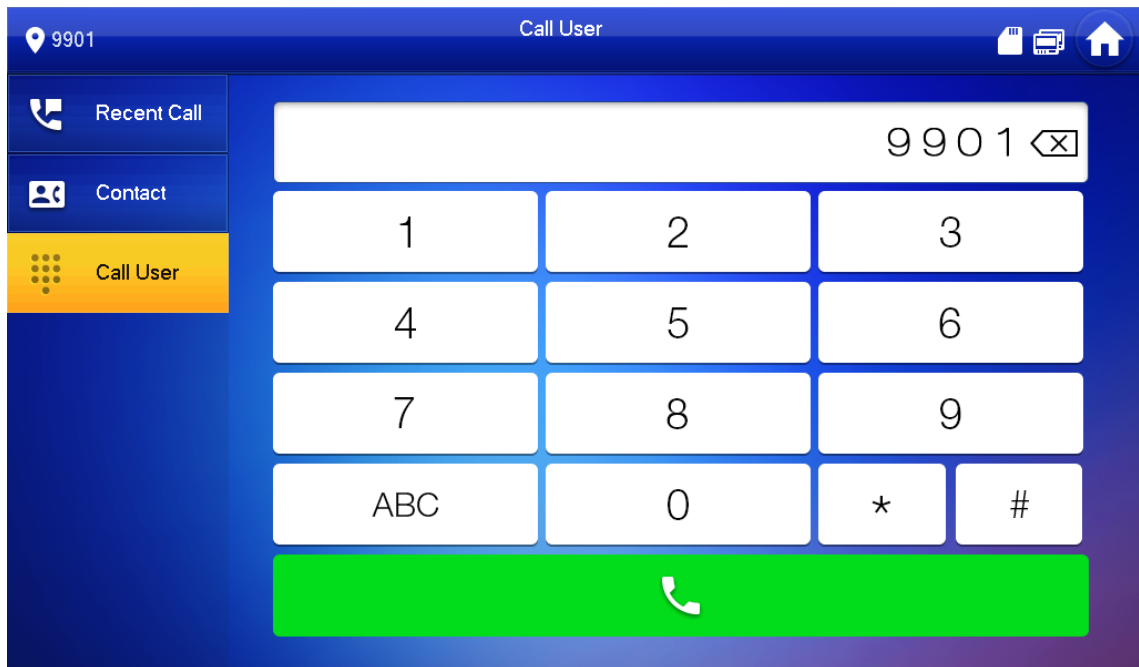 9901
Call User
Recent Call
Contact
Call User
9901
1 2 3
4 5 6
7 8 9
ABC 0 * #